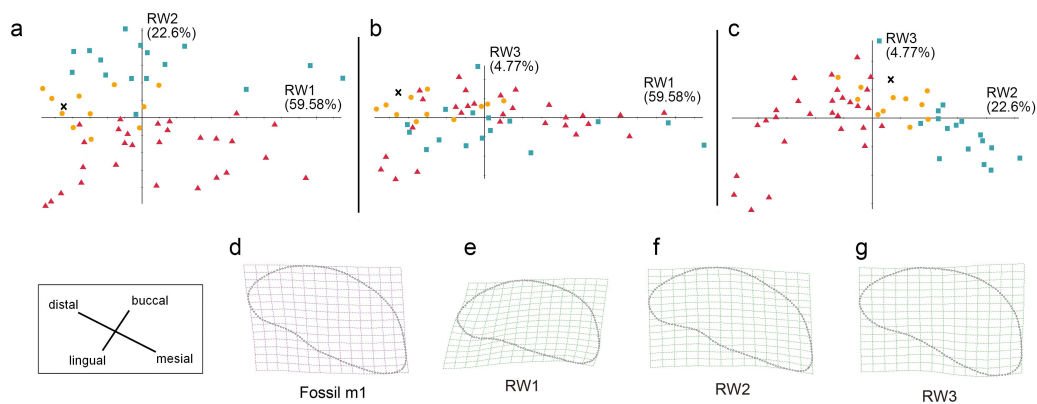 a
RW2
(22.6%)
RW1
(59.58%)
b
RW3
(4.77%)
RW1
(59.58%)
c
RW3
(4.77%)
RW2
(22.6%)
distal
buccal
lingual
mesial
d
Fossil m1
e
RW1
f
RW2
g
RW3